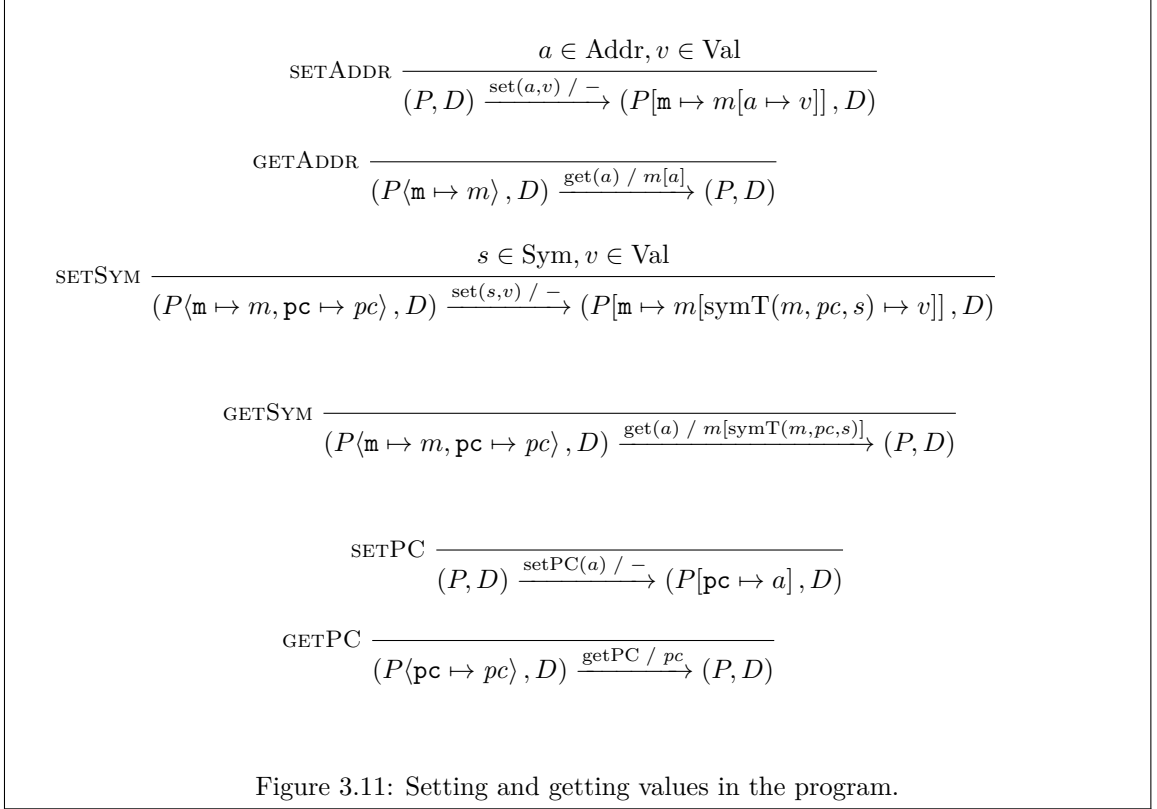 a ∈ Addr, v ∈ Val
SETADDR (P, D) set(a,v) / − → (P[m ↦ m[a ↦ v]] , D)
GETADDR (P⟨m ↦ m⟩ , D) get(a) / m[a] → (P, D)
s ∈ Sym, v ∈ Val
SETSYM (P⟨m ↦ m, pc ↦ pc⟩ , D) set(s,v) / − → (P[m ↦ m[symT(m, pc, s) ↦ v]] , D)
GETSYM (P⟨m ↦ m, pc ↦ pc⟩ , D) get(a) / m[symT(m,pc,s)] → (P, D)
SETPC (P, D) setPC(a) / − → (P[pc ↦ a] , D)
GETPC (P⟨pc ↦ pc⟩ , D) getPC / pc → (P, D)
Figure 3.11: Setting and getting values in the program.